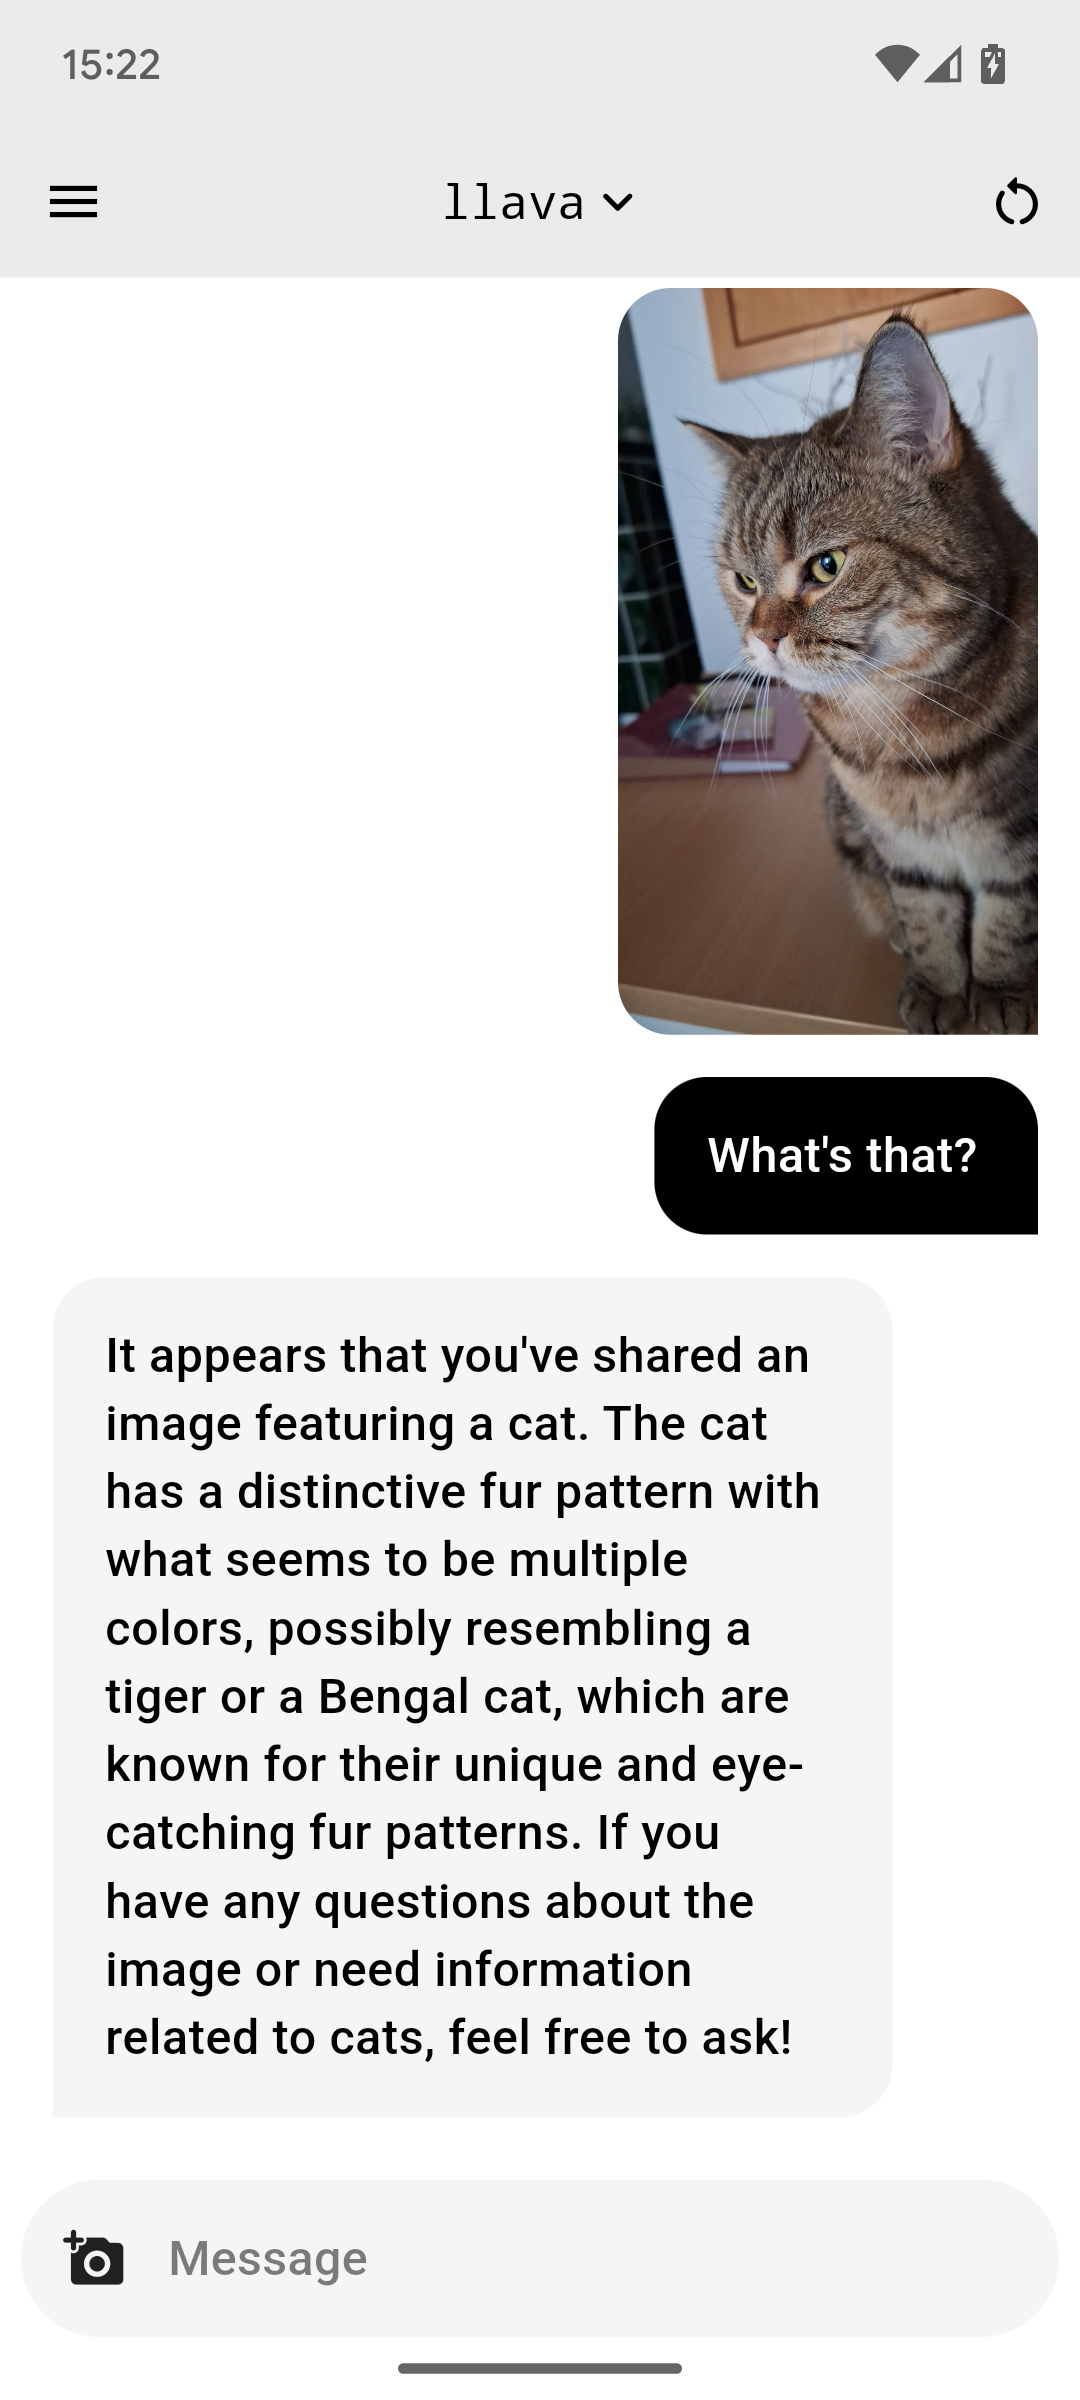 15:22
llava
What's that?
It appears that you've shared an
image featuring a cat. The cat
has a distinctive fur pattern with
what seems to be multiple
colors, possibly resembling a
tiger or a Bengal cat, which are
known for their unique and eye-
catching fur patterns. If you
have any questions about the
image or need information
related to cats, feel free to ask!
Message